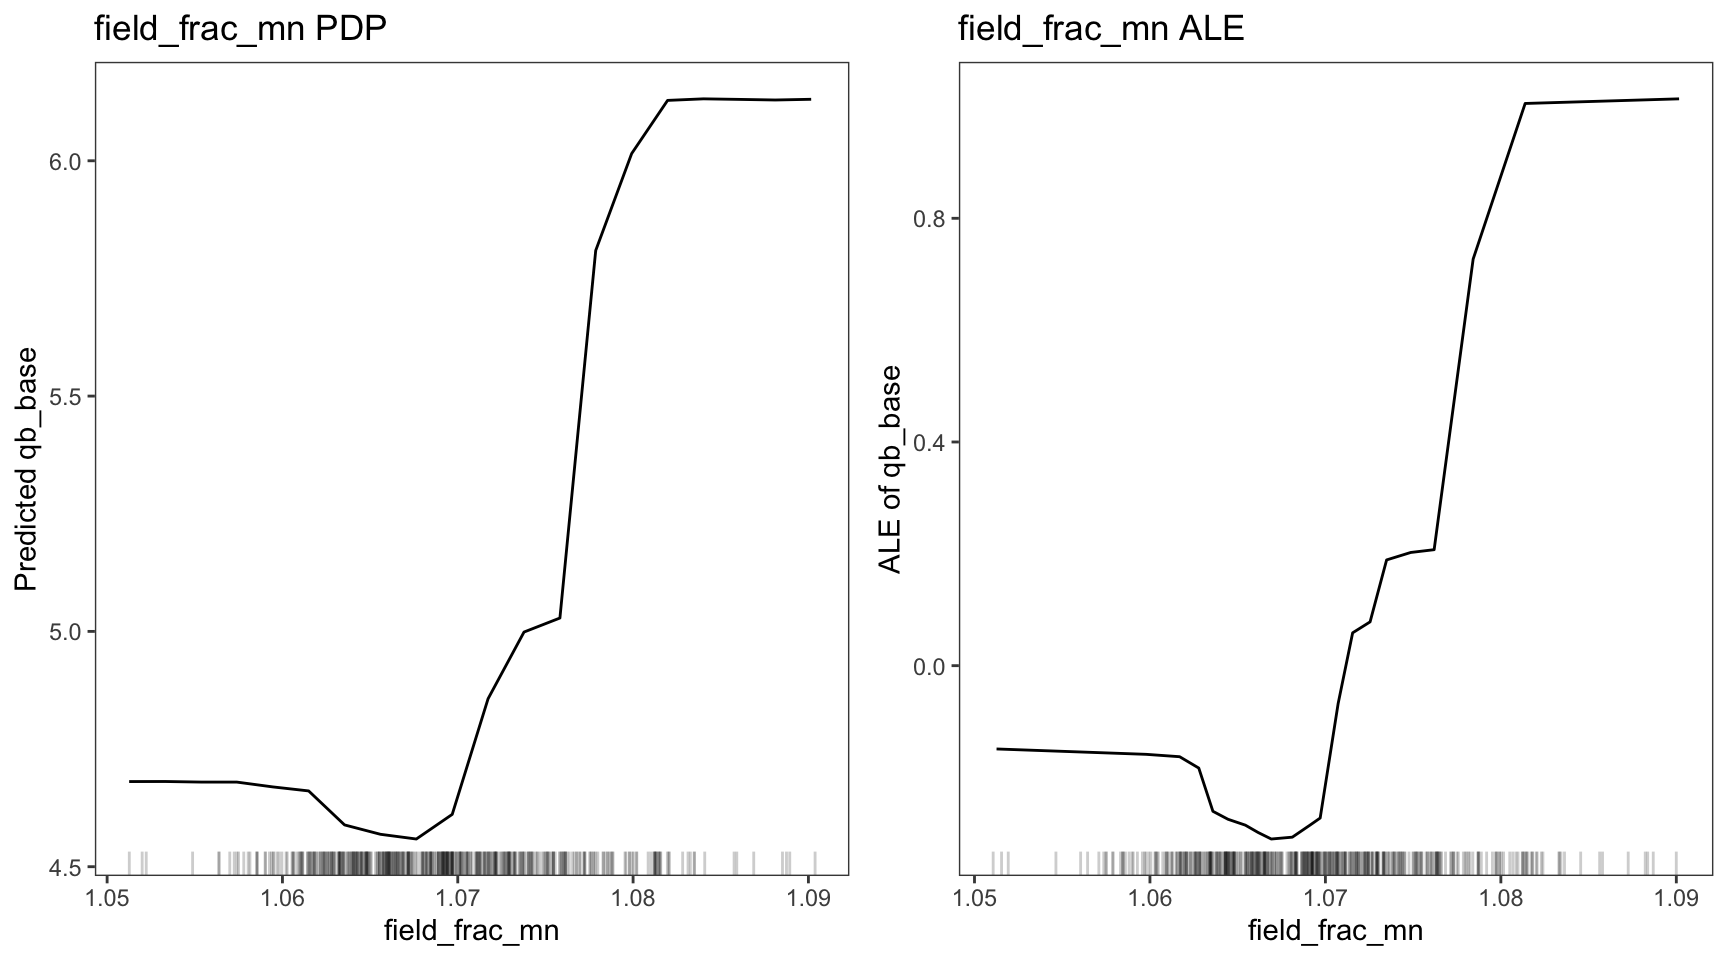 field_frac_mn PDP
Predicted qb_base
6.0
5.5
5.0
4.5
1.05 1.06 1.07 1.08 1.09
field_frac_mn
field_frac_mn ALE
ALE of qb_base
0.8
0.4
0.0
1.05 1.06 1.07 1.08 1.09
field_frac_mn